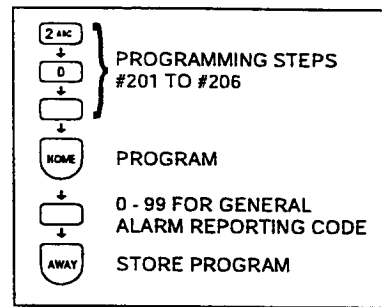 2 ABC
0
PROGRAMMING STEPS
#201 TO #206
HOME
PROGRAM
0 - 99 FOR GENERAL
ALARM REPORTING CODE
AWAY
STORE PROGRAM